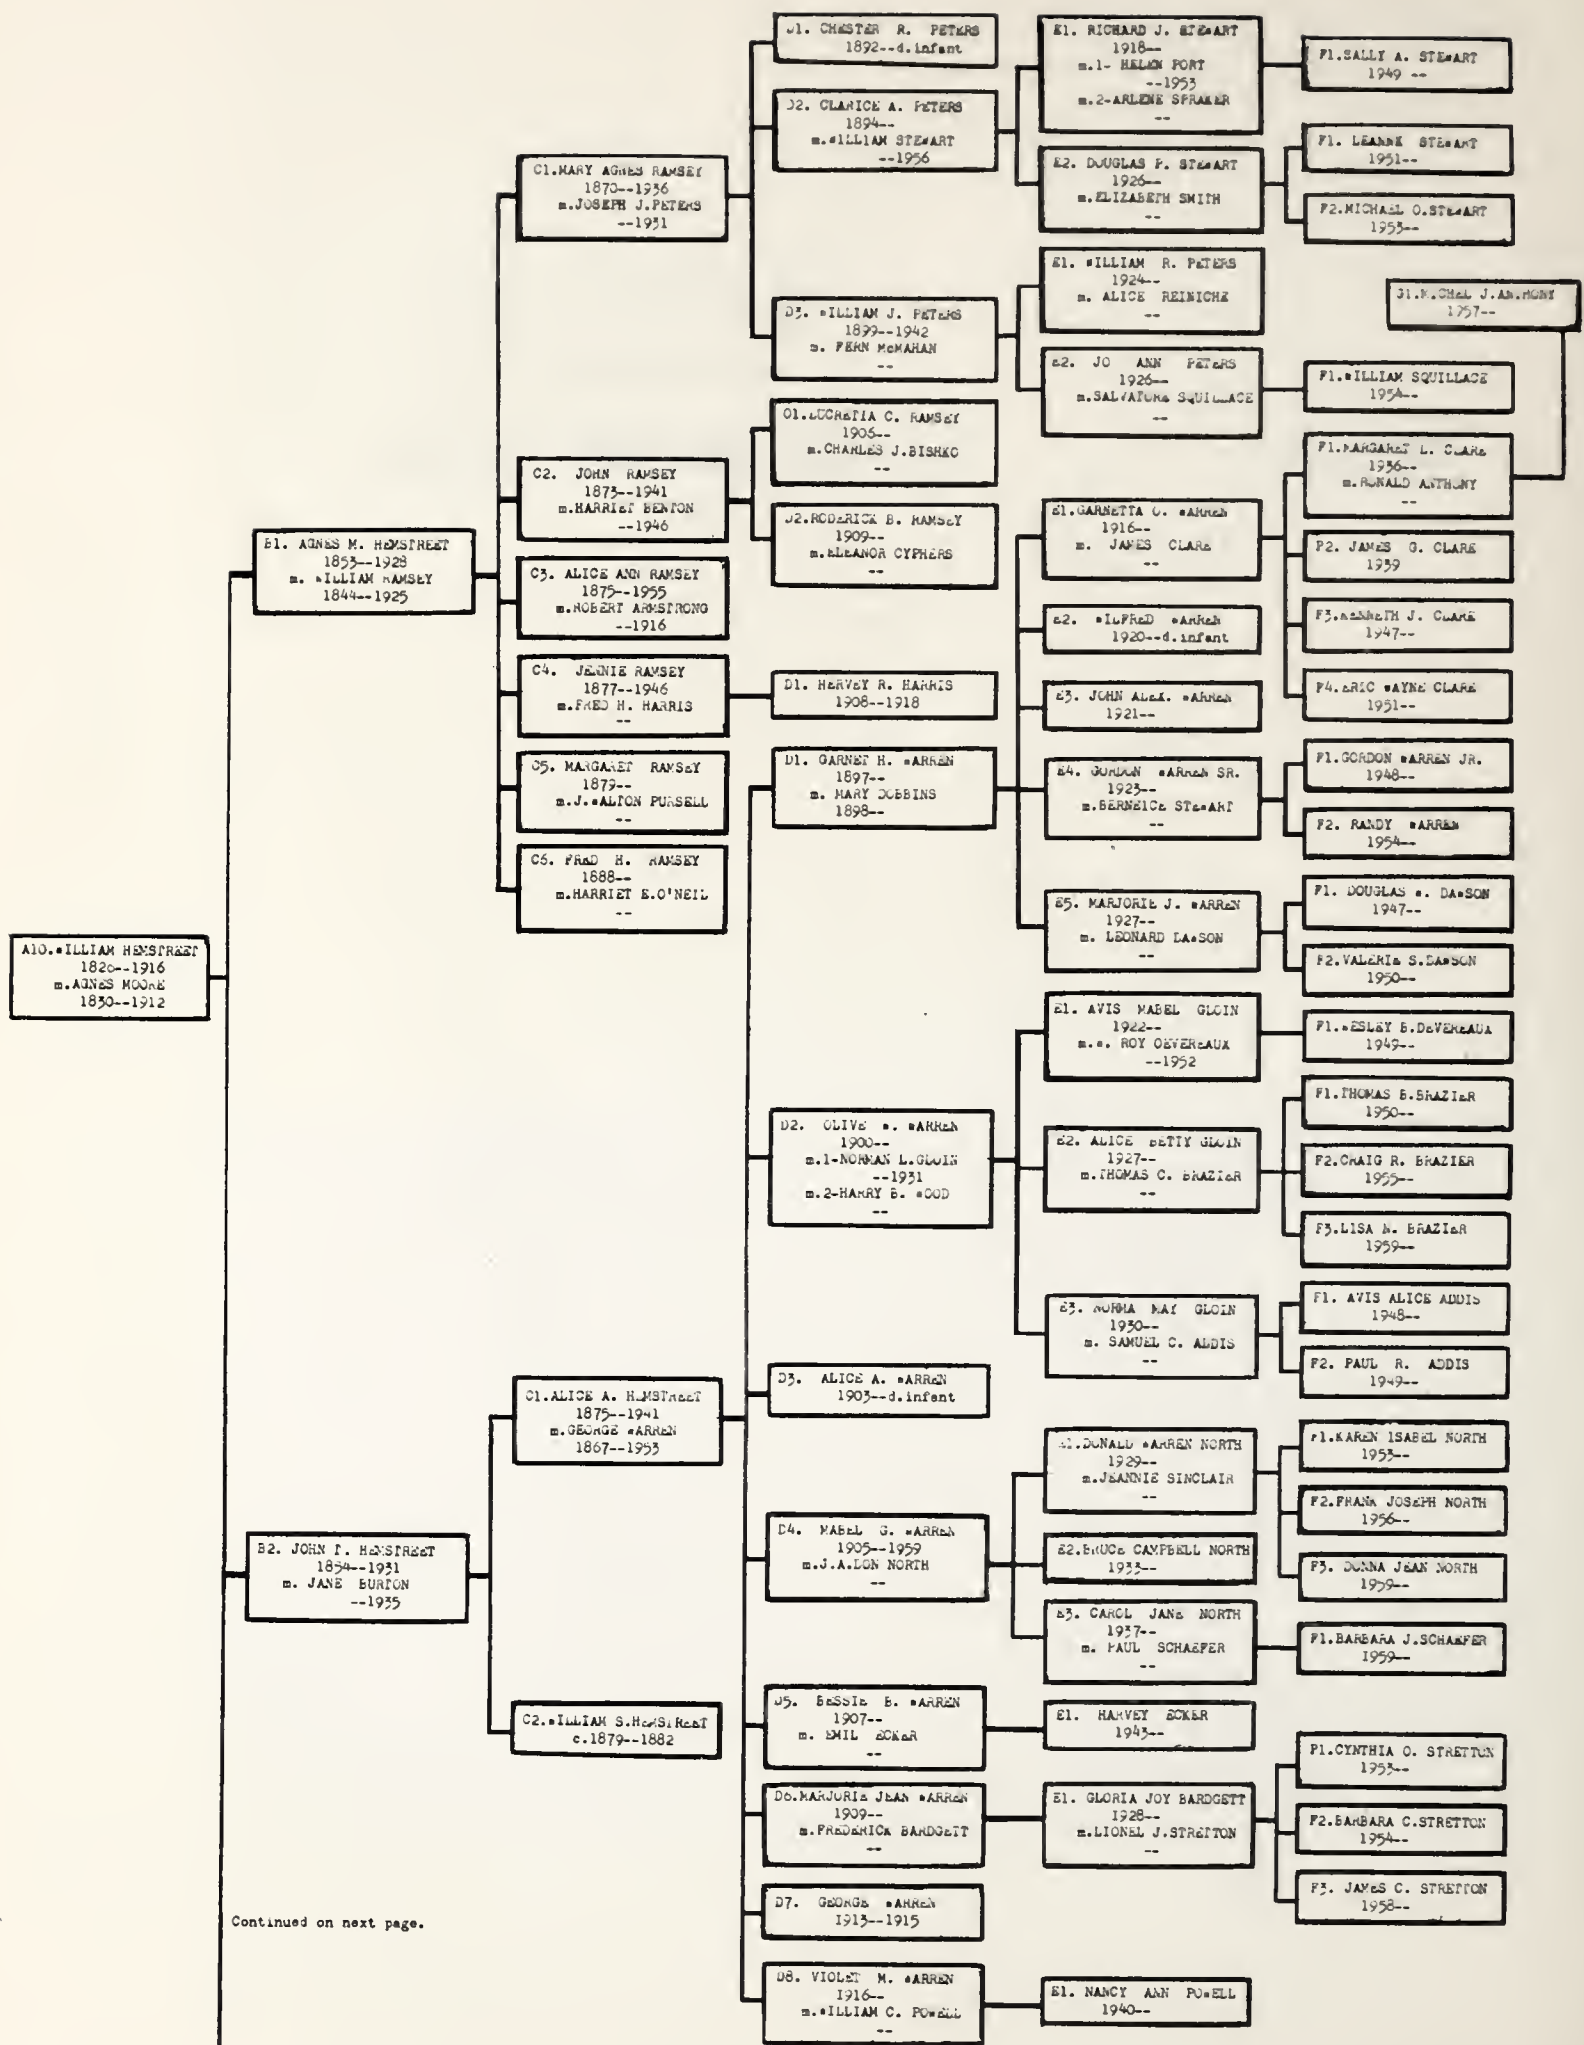 A10.WILLIAM HEMSTREET
1826--1916
m.AGNES MOORE
1830--1912
B1. AGNES M. HEMSTREET
1853--1928
m. WILLIAM RAMSEY
1844--1925
B2. JOHN T. HEMSTREET
1854--1931
m. JANE BURTON
--1935
Continued on next page.
C1.MARY AGNES RAMSEY
1870--1936
m.JOSEPH J.PETERS
--1931
C2. JOHN RAMSEY
1873--1941
m.HARRIET BENTON
--1946
C3. ALICE ANN RAMSEY
1875--1955
m.ROBERT ARMSTRONG
--1916
C4. JENNIE RAMSEY
1877--1946
m.FRED H. HARRIS
--
C5. MARGARET RAMSEY
1879--
m.J.WALTON PURSELL
--
C6. FRED H. RAMSEY
1888--
m.HARRIET E.O'NEIL
--
C1.ALICE A. HEMSTREET
1875--1941
m.GEORGE WARREN
1867--1953
C2.WILLIAM S.HEMSTREET
c.1879--1882
D1. CHESTER R. PETERS
1892--d.infant
D2. CLARICE A. PETERS
1894--
m.WILLIAM STEWART
--1956
D3. WILLIAM J. PETERS
1899--1942
m. FERN McMAHAN
--
D1.LUCRETIA C. RAMSEY
1906--
m.CHARLES J.BISHKO
--
D2.RODERICK B. RAMSEY
1909--
m.ELEANOR CYPHERS
--
D1. HERVEY R. HARRIS
1908--1918
D1. GARNET H. WARREN
1897--
m. MARY DOBBINS
1898--
D2. OLIVE W. WARREN
1900--
m.1-NORMAN L.GLOIN
--1931
m.2-HARRY B. WOOD
--
D3. ALICE A. WARREN
1903--d.infant
D4. MABEL G. WARREN
1905--1959
m.J.A.LON NORTH
--
D5. BESSIE B. WARREN
1907--
m. EMIL ECKER
--
D6.MARJORIE JEAN WARREN
1909--
m.FREDERICK BARDGETT
--
D7. GEORGE WARREN
1913--1915
D8. VIOLET M. WARREN
1916--
m.WILLIAM C. POWELL
--
E1. RICHARD J. STEWART
1918--
m.1- HELEN PORT
--1953
m.2-ARLENE SPRAKER
--
E2. DOUGLAS P. STEWART
1926--
m.ELIZABETH SMITH
--
E1. WILLIAM R. PETERS
1924--
m. ALICE REINICHE
--
E2. JO ANN PETERS
1926--
m.SALVATORE SQUILLACE
--
E1.GARNETTA O. WARREN
1916--
m. JAMES CLARE
--
E2. WILFRED WARREN
1920--d.infant
E3. JOHN ALEX. WARREN
1921--
E4. GORDON WARREN SR.
1923--
m.BERNEICE STEWART
--
E5. MARJORIE J. WARREN
1927--
m. LEONARD DAWSON
--
E1. AVIS MABEL GLOIN
1922--
m.W. ROY DEVEREAUX
--1952
E2. ALICE BETTY GLOIN
1927--
m.THOMAS C. BRAZIER
--
E3. NORMA MAY GLOIN
1930--
m. SAMUEL C. ADDIS
--
E1.DONALD WARREN NORTH
1929--
m.JEANNIE SINCLAIR
--
E2.BRUCE CAMPBELL NORTH
1933--
E3. CAROL JANE NORTH
1937--
m. PAUL SCHAEFER
--
E1. HARVEY ECKER
1943--
E1. GLORIA JOY BARDGETT
1928--
m.LIONEL J.STRETTON
--
E1. NANCY ANN POWELL
1940--
F1.SALLY A. STEWART
1949 --
F1. LEANNE STEWART
1951--
F2.MICHAEL O.STEWART
1953--
F1.WILLIAM SQUILLACE
1954--
F1.MARGARET L. CLARE
1936--
m.RONALD ANTHONY
--
F2. JAMES G. CLARE
1939
F3.KENNETH J. CLARE
1947--
F4.ERIC WAYNE CLARE
1951--
F1.GORDON WARREN JR.
1948--
F2. RANDY WARREN
1954--
F1. DOUGLAS W. DAWSON
1947--
F2.VALERIE S.DAWSON
1950--
F1.WESLEY B.DEVEREAUX
1949--
F1.THOMAS B.BRAZIER
1950--
F2.CRAIG R. BRAZIER
1955--
F3.LISA N. BRAZIER
1959--
F1. AVIS ALICE ADDIS
1948--
F2. PAUL R. ADDIS
1949--
F1.KAREN ISABEL NORTH
1953--
F2.FRANK JOSEPH NORTH
1956--
F3. DONNA JEAN NORTH
1959--
F1.BARBARA J.SCHAEFER
1959--
F1.CYNTHIA O. STRETTON
1953--
F2.BARBARA C.STRETTON
1954--
F3. JAMES C. STRETTON
1958--
G1.MICHEL J.ANTHONY
1957--